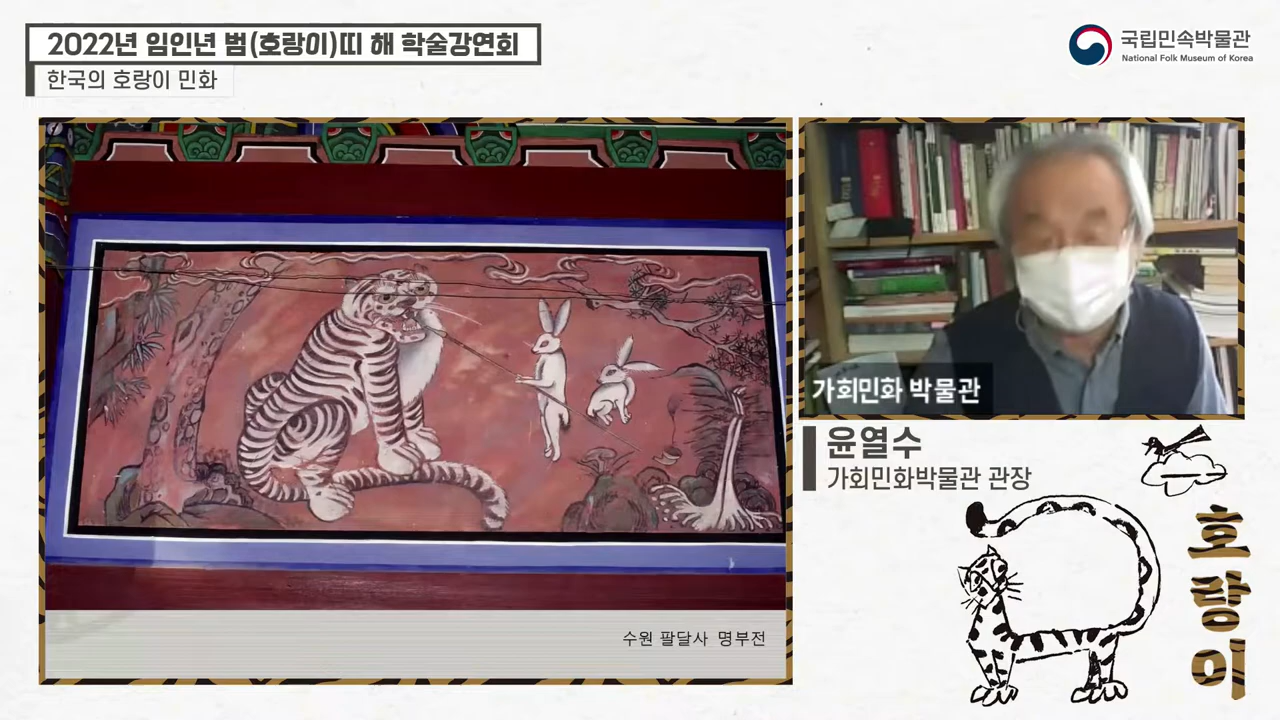 2022년 임인년 범(호랑이)띠 해 학술강연회
한국의 호랑이 민화
국립민속박물관
National Folk Museum of Korea
수원 팔달사 명부전
가회민화 박물관
윤열수
가회민화박물관 관장
호랑이